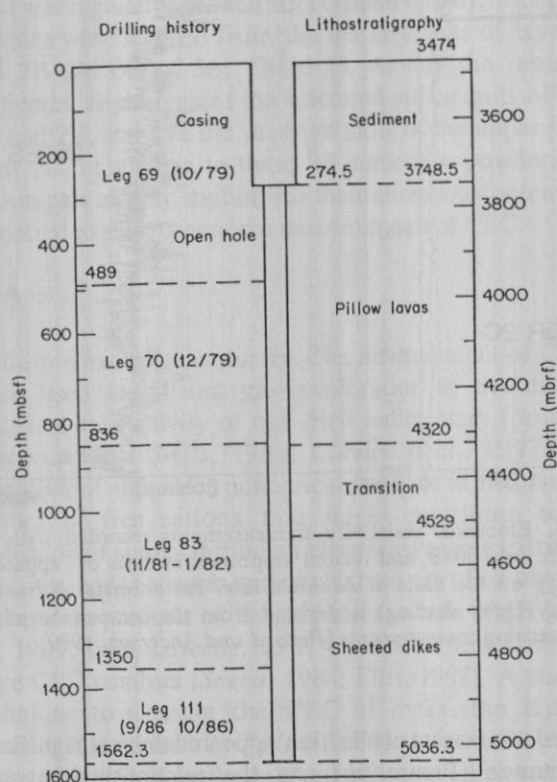 Drilling history
Lithostratigraphy
3474
0
Casing
Sediment
3600
200
Leg 69 (10/79)
274.5
3748.5
3800
400
Open hole
489
Pillow lavas
4000
600
Leg 70 (12/79)
4200
Depth (mbsf)
Depth (mbrf)
800
836
4320
4400
Transition
1000
4529
Leg 83
(11/81-1/82)
4600
1200
Sheeted dikes
4800
1350
1400
Leg 111
(9/86 10/86)
1562.3
5036.3
5000
1600